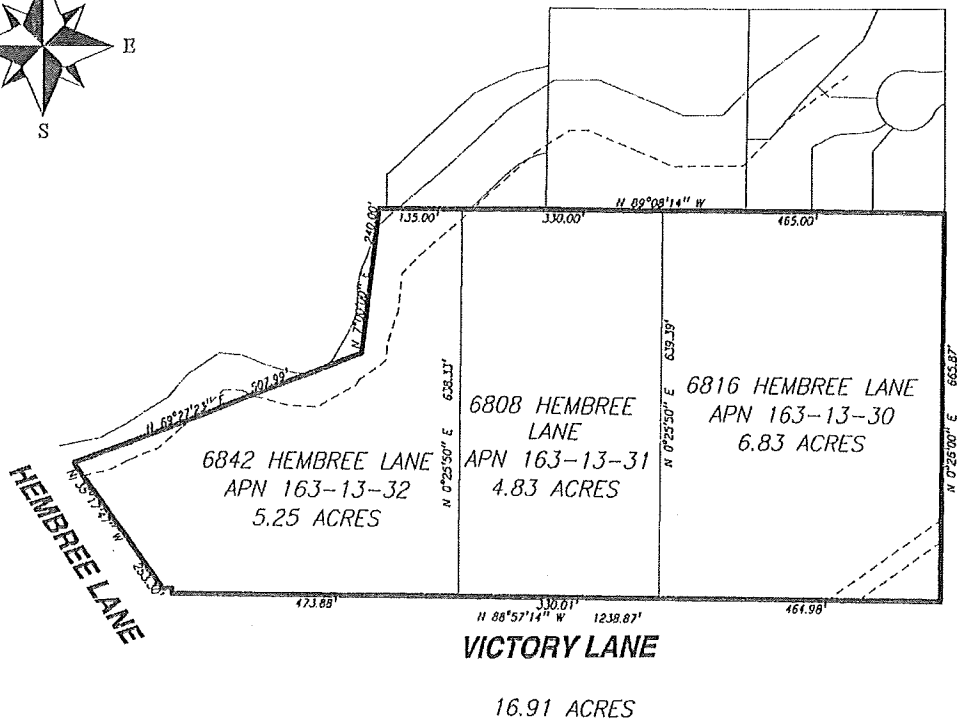 E
S
N 89°08'14" W
135.00'
330.00'
465.00'
240.00'
N 7°00'00" E
507.99'
N 69°27'23" E
638.33'
N 0°25'50" E
639.39'
N 0°25'50" E
665.87'
N 0°26'00" E
6842 HEMBREE LANE
APN 163-13-32
5.25 ACRES
6808 HEMBREE
LANE
APN 163-13-31
4.83 ACRES
6816 HEMBREE LANE
APN 163-13-30
6.83 ACRES
HEMBREE LANE
473.88'
330.01'
464.98'
N 88°57'14" W 1238.87'
VICTORY LANE
16.91 ACRES